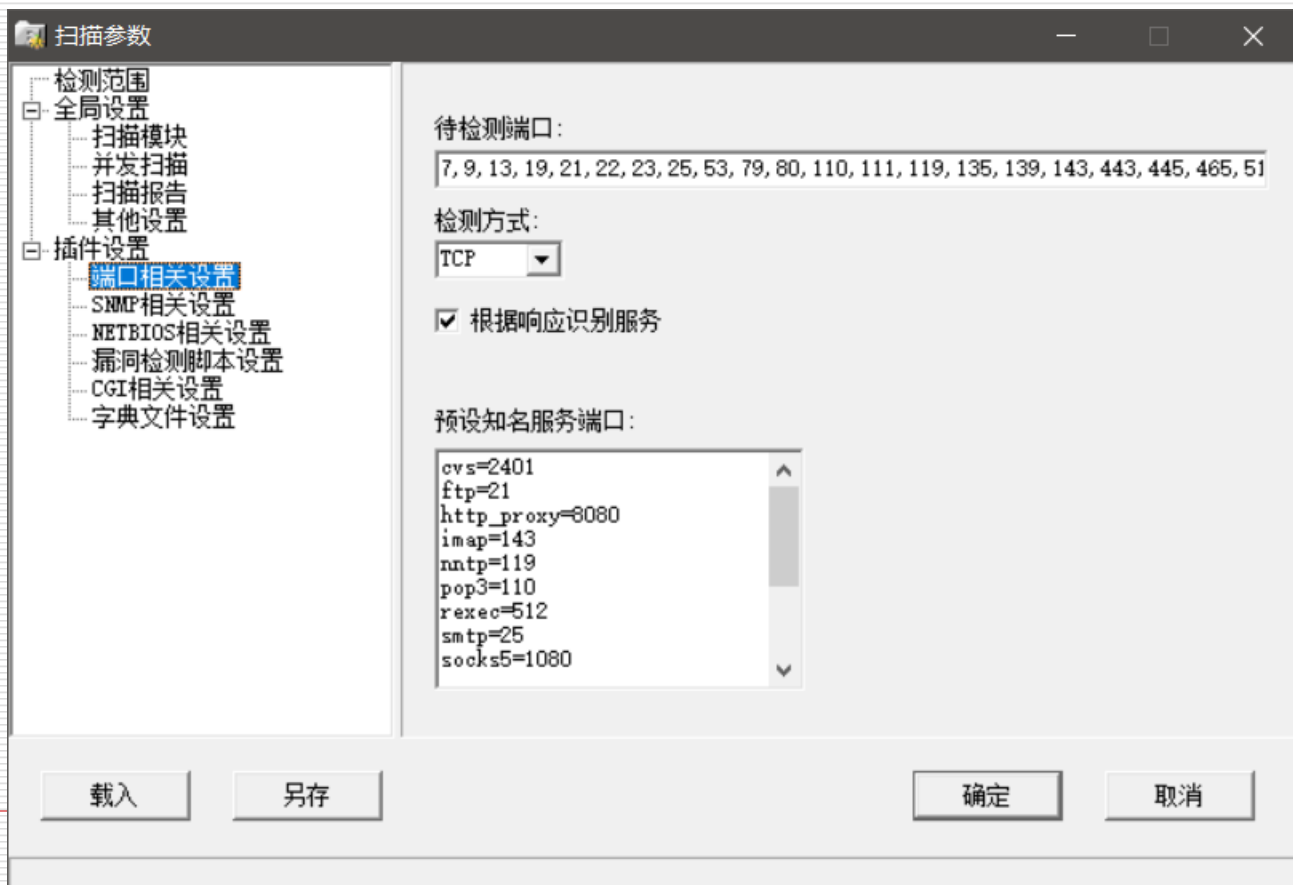 扫描参数
检测范围
全局设置
扫描模块
并发扫描
扫描报告
其他设置
插件设置
端口相关设置
SNMP相关设置
NETBIOS相关设置
漏洞检测脚本设置
CGI相关设置
字典文件设置
待检测端口:
7, 9, 13, 19, 21, 22, 23, 25, 53, 79, 80, 110, 111, 119, 135, 139, 143, 443, 445, 465, 51
检测方式:
TCP
根据响应识别服务
预设知名服务端口:
cvs=2401
ftp=21
http_proxy=8080
imap=143
nntp=119
pop3=110
rexec=512
smtp=25
socks5=1080
载入
另存
确定
取消